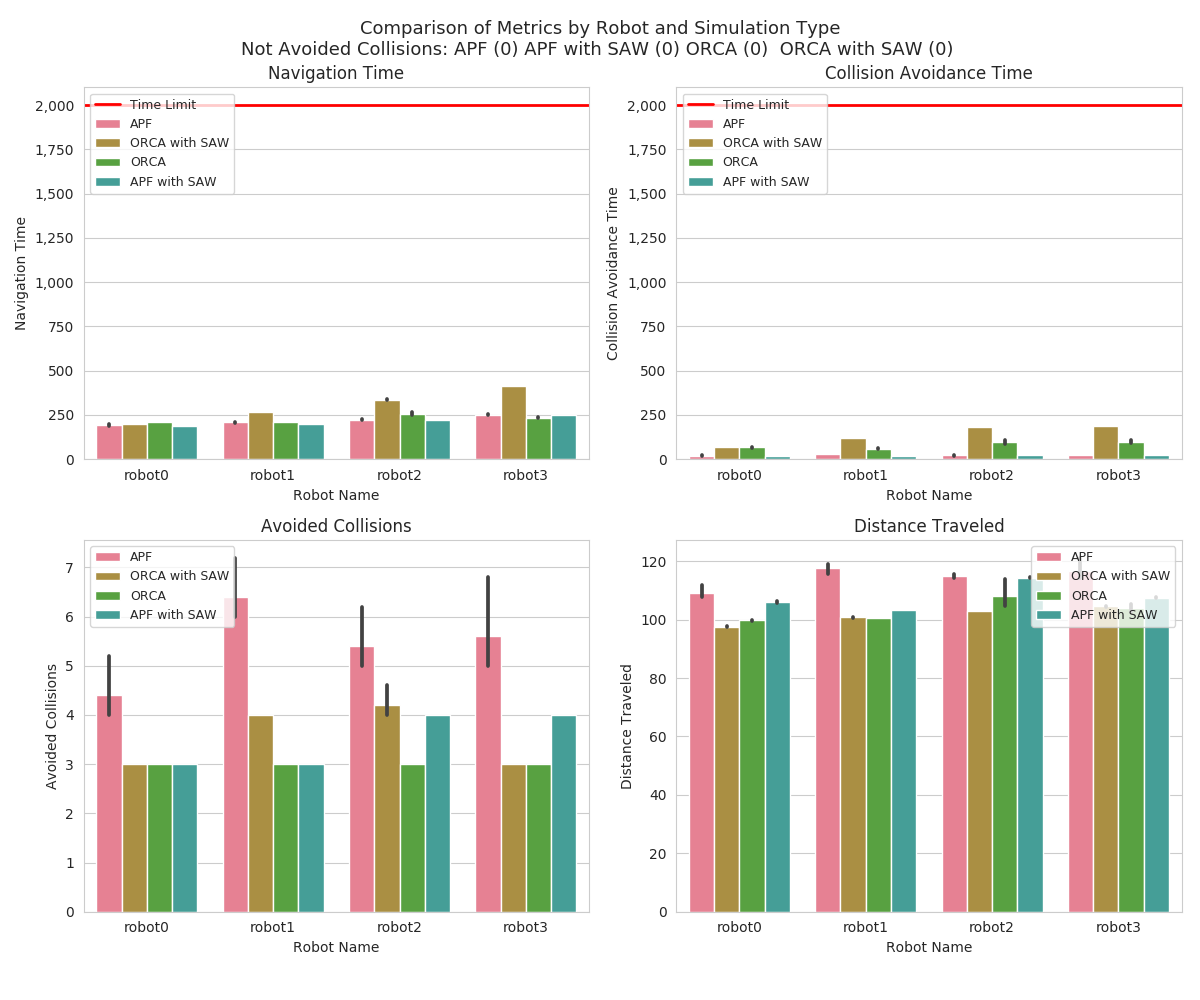 Comparison of Metrics by Robot and Simulation Type
Not Avoided Collisions: APF (0) APF with SAW (0) ORCA (0)  ORCA with SAW (0)
Navigation Time
2,000
1,750
1,500
1,250
1,000
750
500
250
0
Navigation Time
Time Limit
APF
ORCA with SAW
ORCA
APF with SAW
robot0 robot1 robot2 robot3
Robot Name
Collision Avoidance Time
2,000
1,750
1,500
1,250
1,000
750
500
250
0
Collision Avoidance Time
Time Limit
APF
ORCA with SAW
ORCA
APF with SAW
robot0 robot1 robot2 robot3
Robot Name
Avoided Collisions
7
6
5
4
3
2
1
0
Avoided Collisions
APF
ORCA with SAW
ORCA
APF with SAW
robot0 robot1 robot2 robot3
Robot Name
Distance Traveled
120
100
80
60
40
20
0
Distance Traveled
APF
ORCA with SAW
ORCA
APF with SAW
robot0 robot1 robot2 robot3
Robot Name